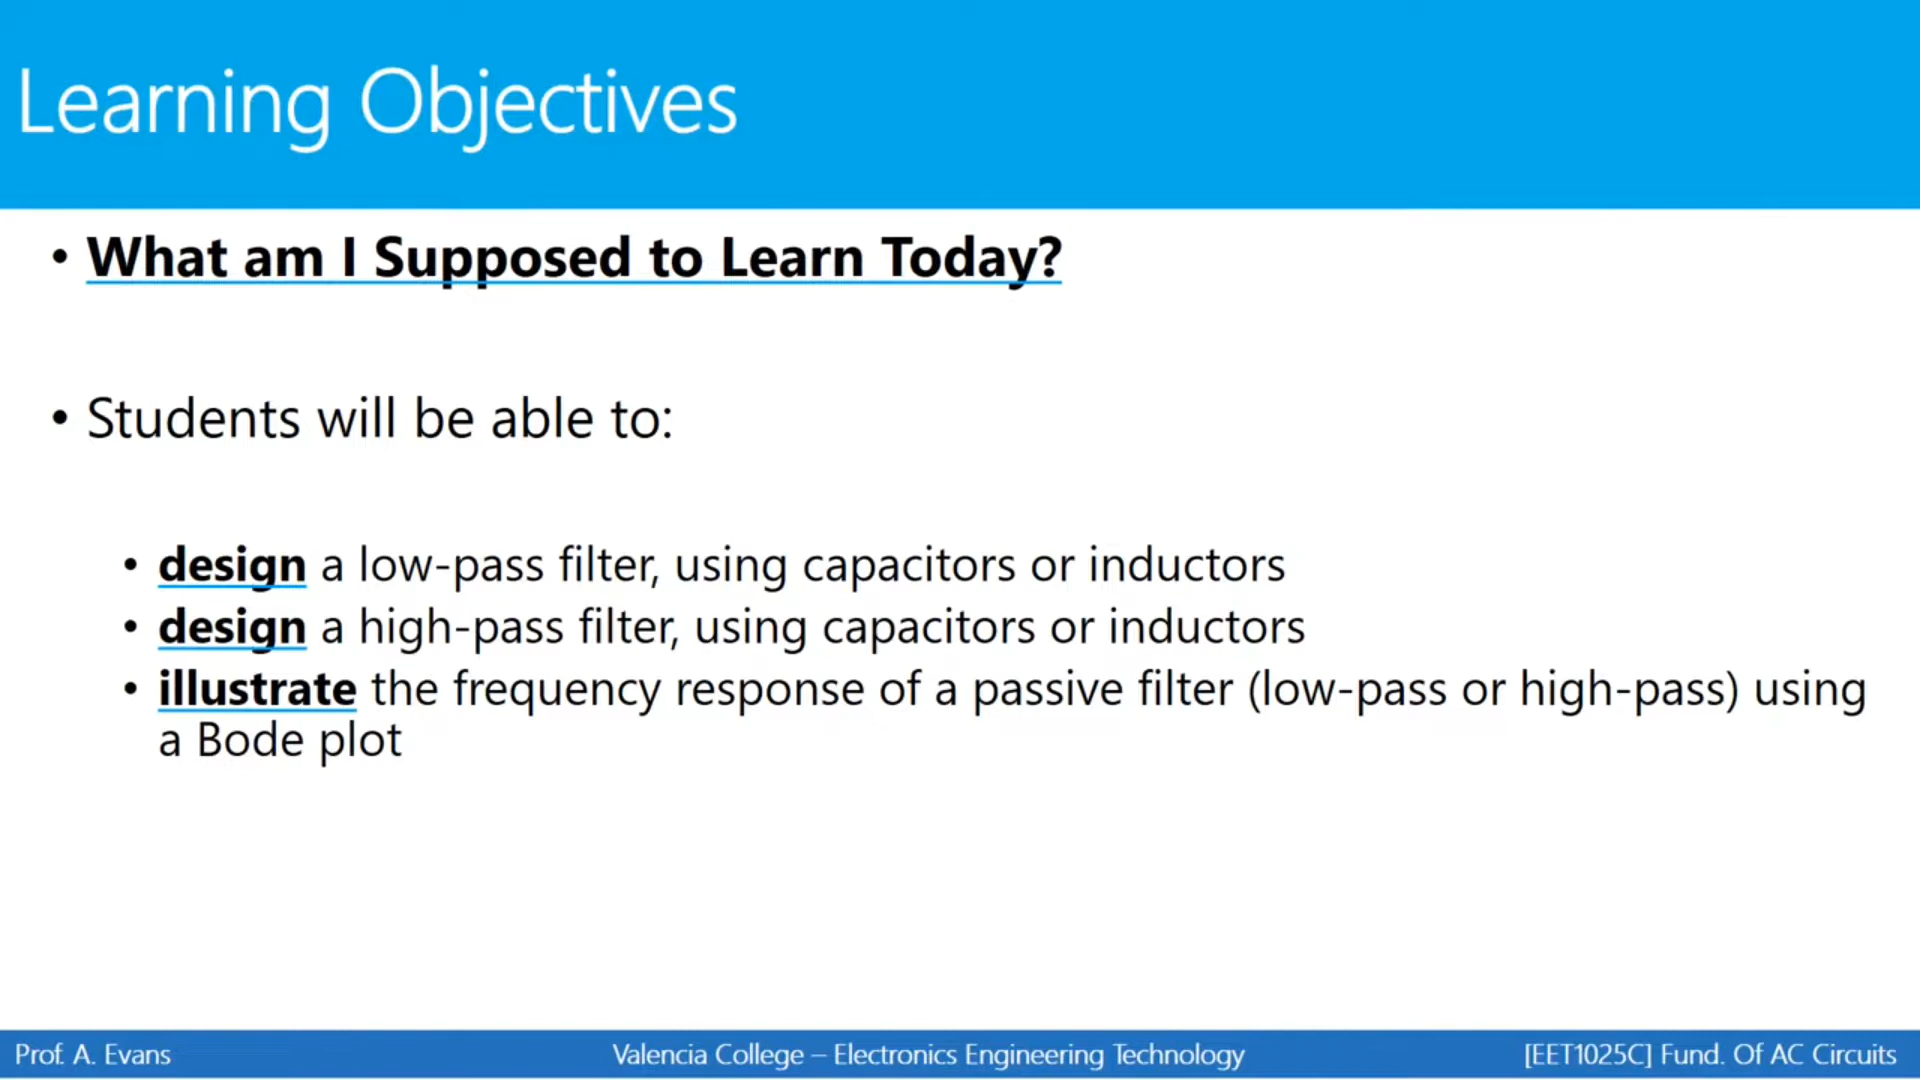 Learning Objectives
• What am I Supposed to Learn Today?
• Students will be able to:
• design a low-pass filter, using capacitors or inductors
• design a high-pass filter, using capacitors or inductors
• illustrate the frequency response of a passive filter (low-pass or high-pass) using
a Bode plot
Prof. A. Evans
Valencia College – Electronics Engineering Technology
[EET1025C] Fund. Of AC Circuits